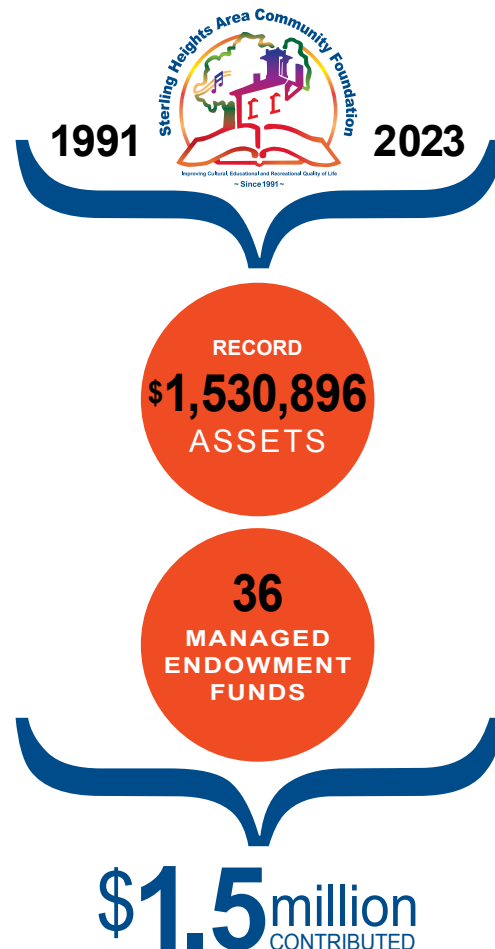 Sterling Heights Area Community Foundation
1991
2023
Improving Cultural, Educational and Recreational Quality of Life
~ Since 1991 ~
RECORD
$1,530,896
ASSETS
36
MANAGED
ENDOWMENT
FUNDS
$1.5 million
CONTRIBUTED